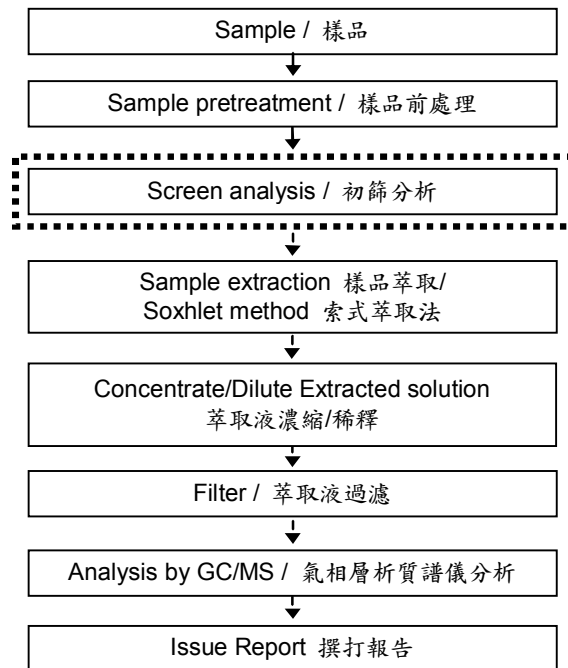 Sample / 樣品
Sample pretreatment / 樣品前處理
Screen analysis / 初篩分析
Sample extraction 樣品萃取/
Soxhlet method 索式萃取法
Concentrate/Dilute Extracted solution
萃取液濃縮/稀釋
Filter / 萃取液過濾
Analysis by GC/MS / 氣相層析質譜儀分析
Issue Report 撰打報告